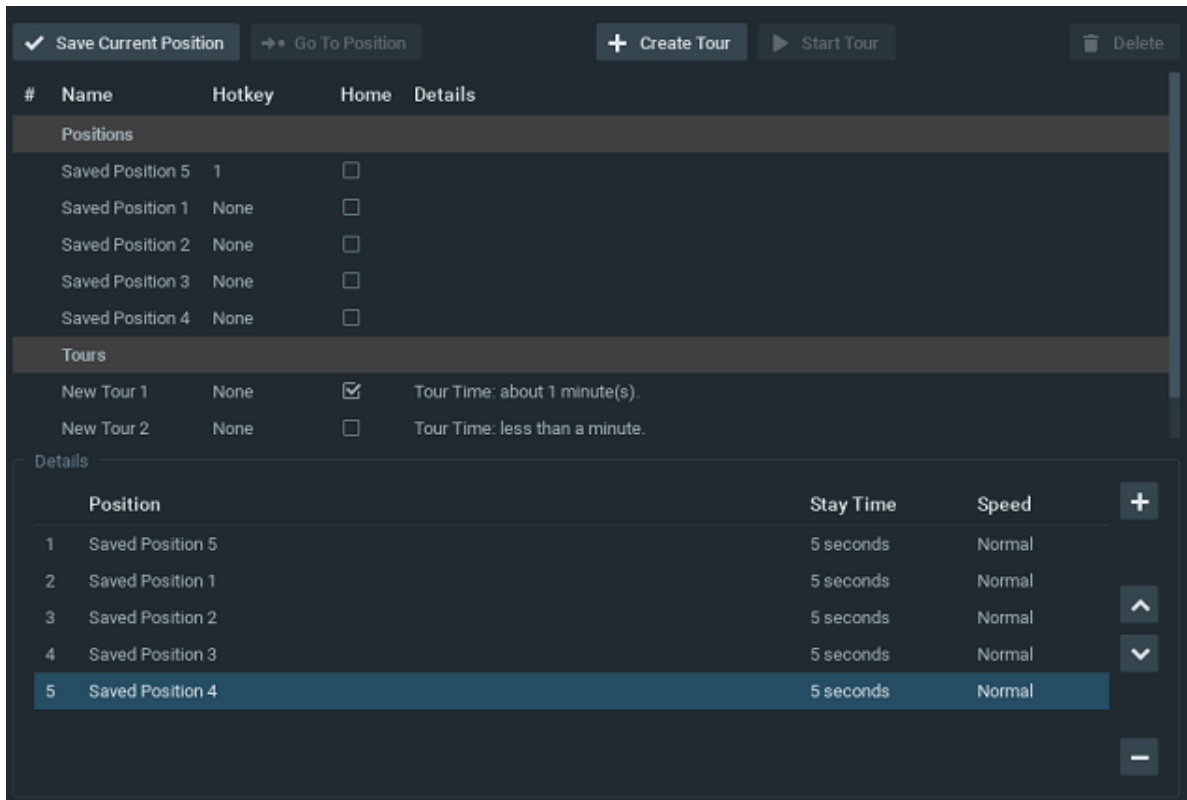 Save Current Position Go To Position Create Tour Start Tour Delete
# Name Hotkey Home Details
Positions
Saved Position 5 1
Saved Position 1 None
Saved Position 2 None
Saved Position 3 None
Saved Position 4 None
Tours
New Tour 1 None Tour Time: about 1 minute(s).
New Tour 2 None Tour Time: less than a minute.
Details
Position Stay Time Speed
1 Saved Position 5 5 seconds Normal
2 Saved Position 1 5 seconds Normal
3 Saved Position 2 5 seconds Normal
4 Saved Position 3 5 seconds Normal
5 Saved Position 4 5 seconds Normal